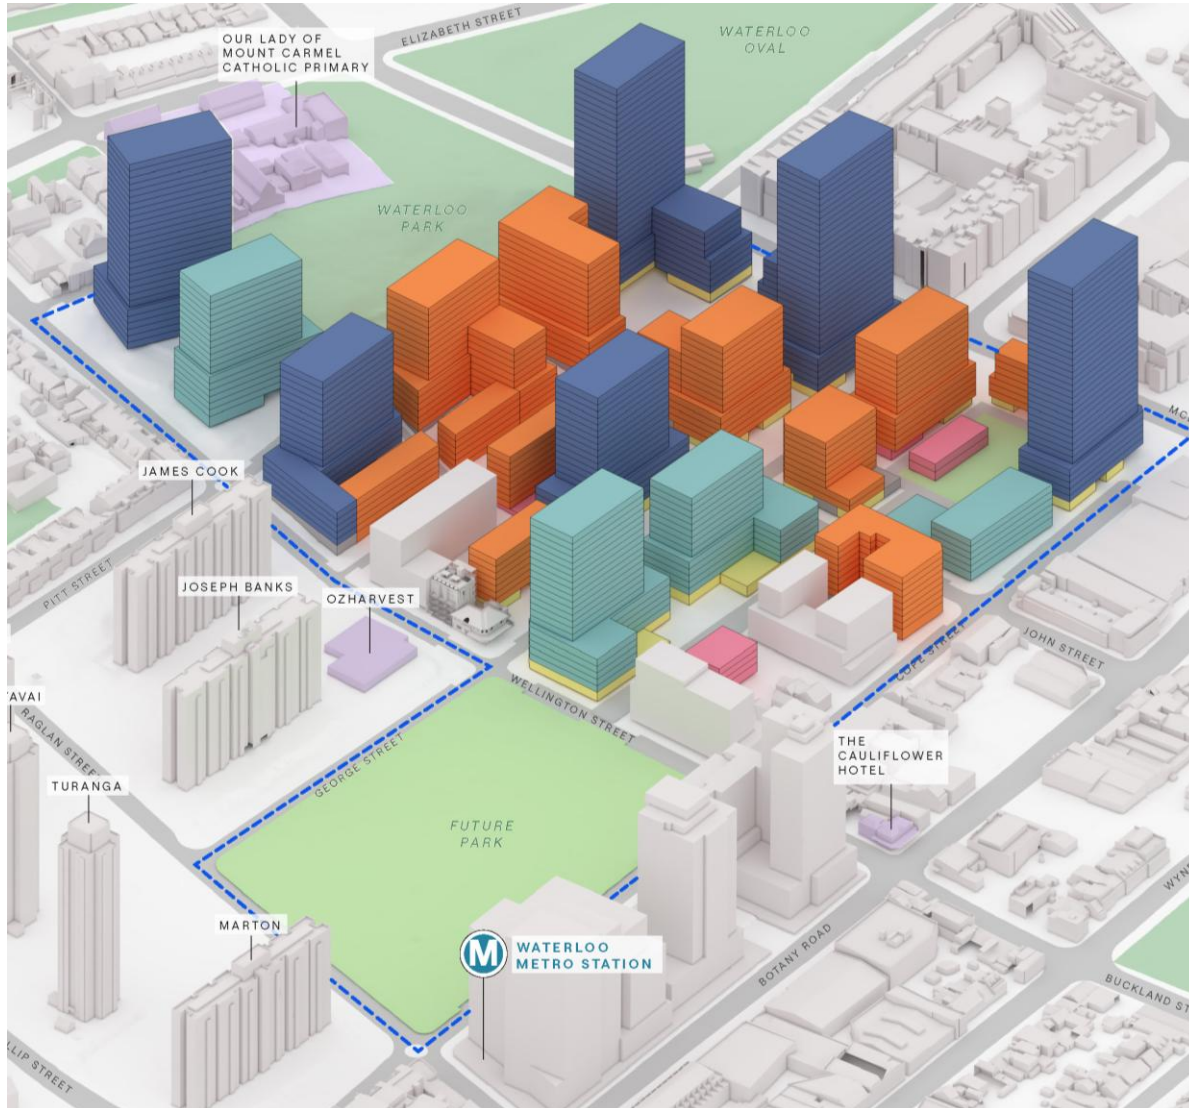 ELIZABETH STREET
WATERLOO
OVAL
OUR LADY OF
MOUNT CARMEL
CATHOLIC PRIMARY
WATERLOO
PARK
JAMES COOK
PITT STREET
JOSEPH BANKS
OZHARVEST
WELLINGTON STREET
COPE STREET
JOHN STREET
RAGLAN STREET
GEORGE STREET
TURANGA
THE
CAULIFLOWER
HOTEL
FUTURE
PARK
MARTON
M
WATERLOO
METRO STATION
BOTANY ROAD
BUCKLAND ST